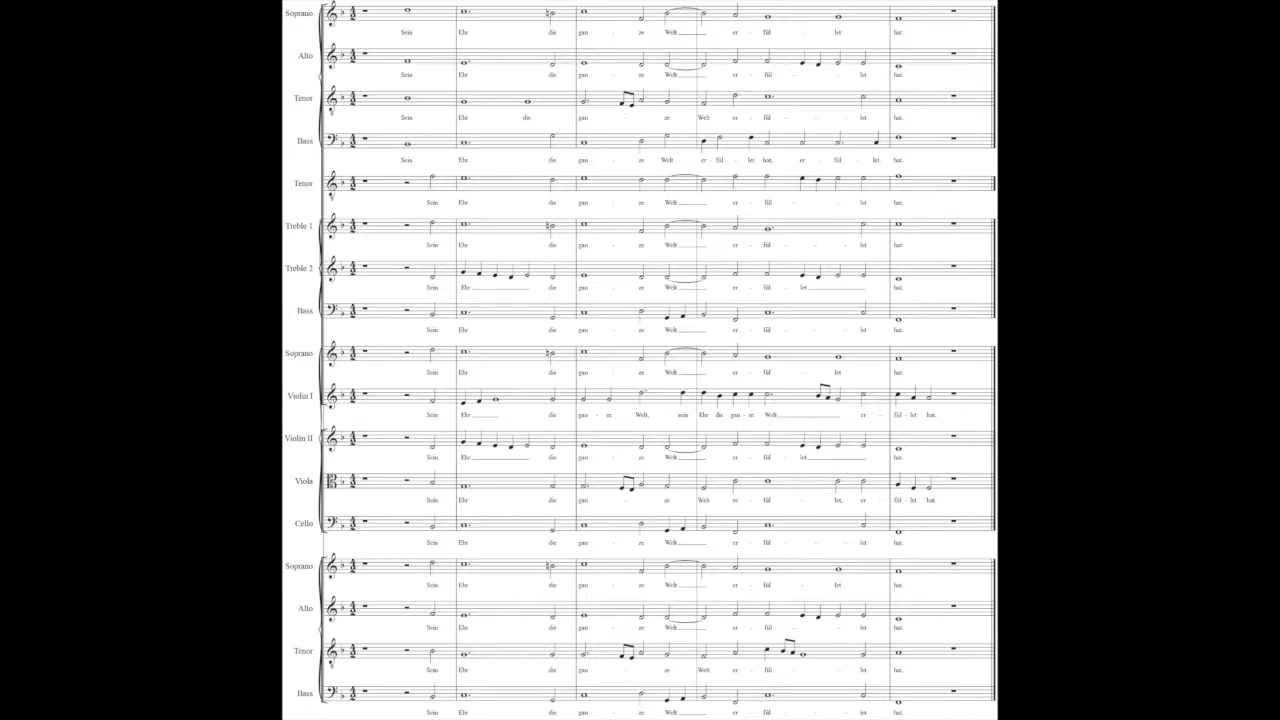 Soprano
Sein Ehr die gan - ze Welt er - fül - let hat.
Alto
Sein Ehr die gan - ze Welt er - fül - let hat.
Tenor
Sein Ehr die gan - ze Welt er - fül - let hat.
Bass
Sein Ehr die gan - ze Welt er - fül - let hat, er - fül - let hat.
Tenor
Sein Ehr die gan - ze Welt er - fül - let hat.
Treble 1
Sein Ehr die gan - ze Welt er - fül - let hat.
Treble 2
Sein Ehr die gan - ze Welt er - fül - let hat.
Bass
Sein Ehr die gan - ze Welt er - fül - let hat.
Soprano
Sein Ehr die gan - ze Welt er - fül - let hat.
Violin I
Sein Ehr die gan - ze Welt, sein Ehr die gan - ze Welt er - fül - let hat.
Violin II
Sein Ehr die gan - ze Welt er - fül - let hat.
Viola
Sein Ehr die gan - ze Welt re - fül - let, er - fül - let hat.
Cello
Sein Ehr die gan - ze Welt er - fül - let hat.
Soprano
Sein Ehr die gan - ze Welt er - fül - let hat.
Alto
Sein Ehr die gan - ze Welt er - fül - let hat.
Tenor
Sein Ehr die gan - ze Welt er - fül - let hat.
Bass
Sein Ehr die gan - ze Welt er - fül - let hat.